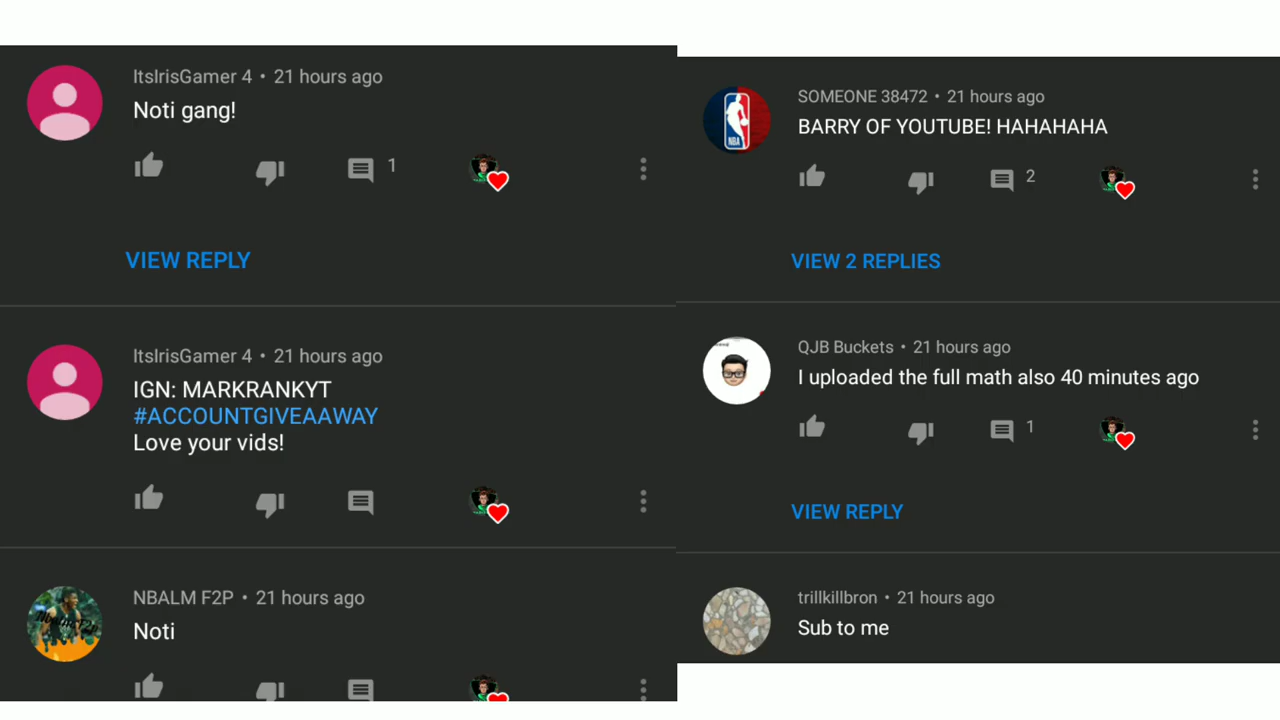 ItsIrisGamer 4 • 21 hours ago
Noti gang!
1
VIEW REPLY
ItsIrisGamer 4 • 21 hours ago
IGN: MARKRANKYT
#ACCOUNTGIVEAAWAY
Love your vids!
NBALM F2P • 21 hours ago
Noti
NBA
SOMEONE 38472 • 21 hours ago
BARRY OF YOUTUBE! HAHAHAHA
2
VIEW 2 REPLIES
QJB Buckets • 21 hours ago
I uploaded the full math also 40 minutes ago
1
VIEW REPLY
trillkillbron • 21 hours ago
Sub to me